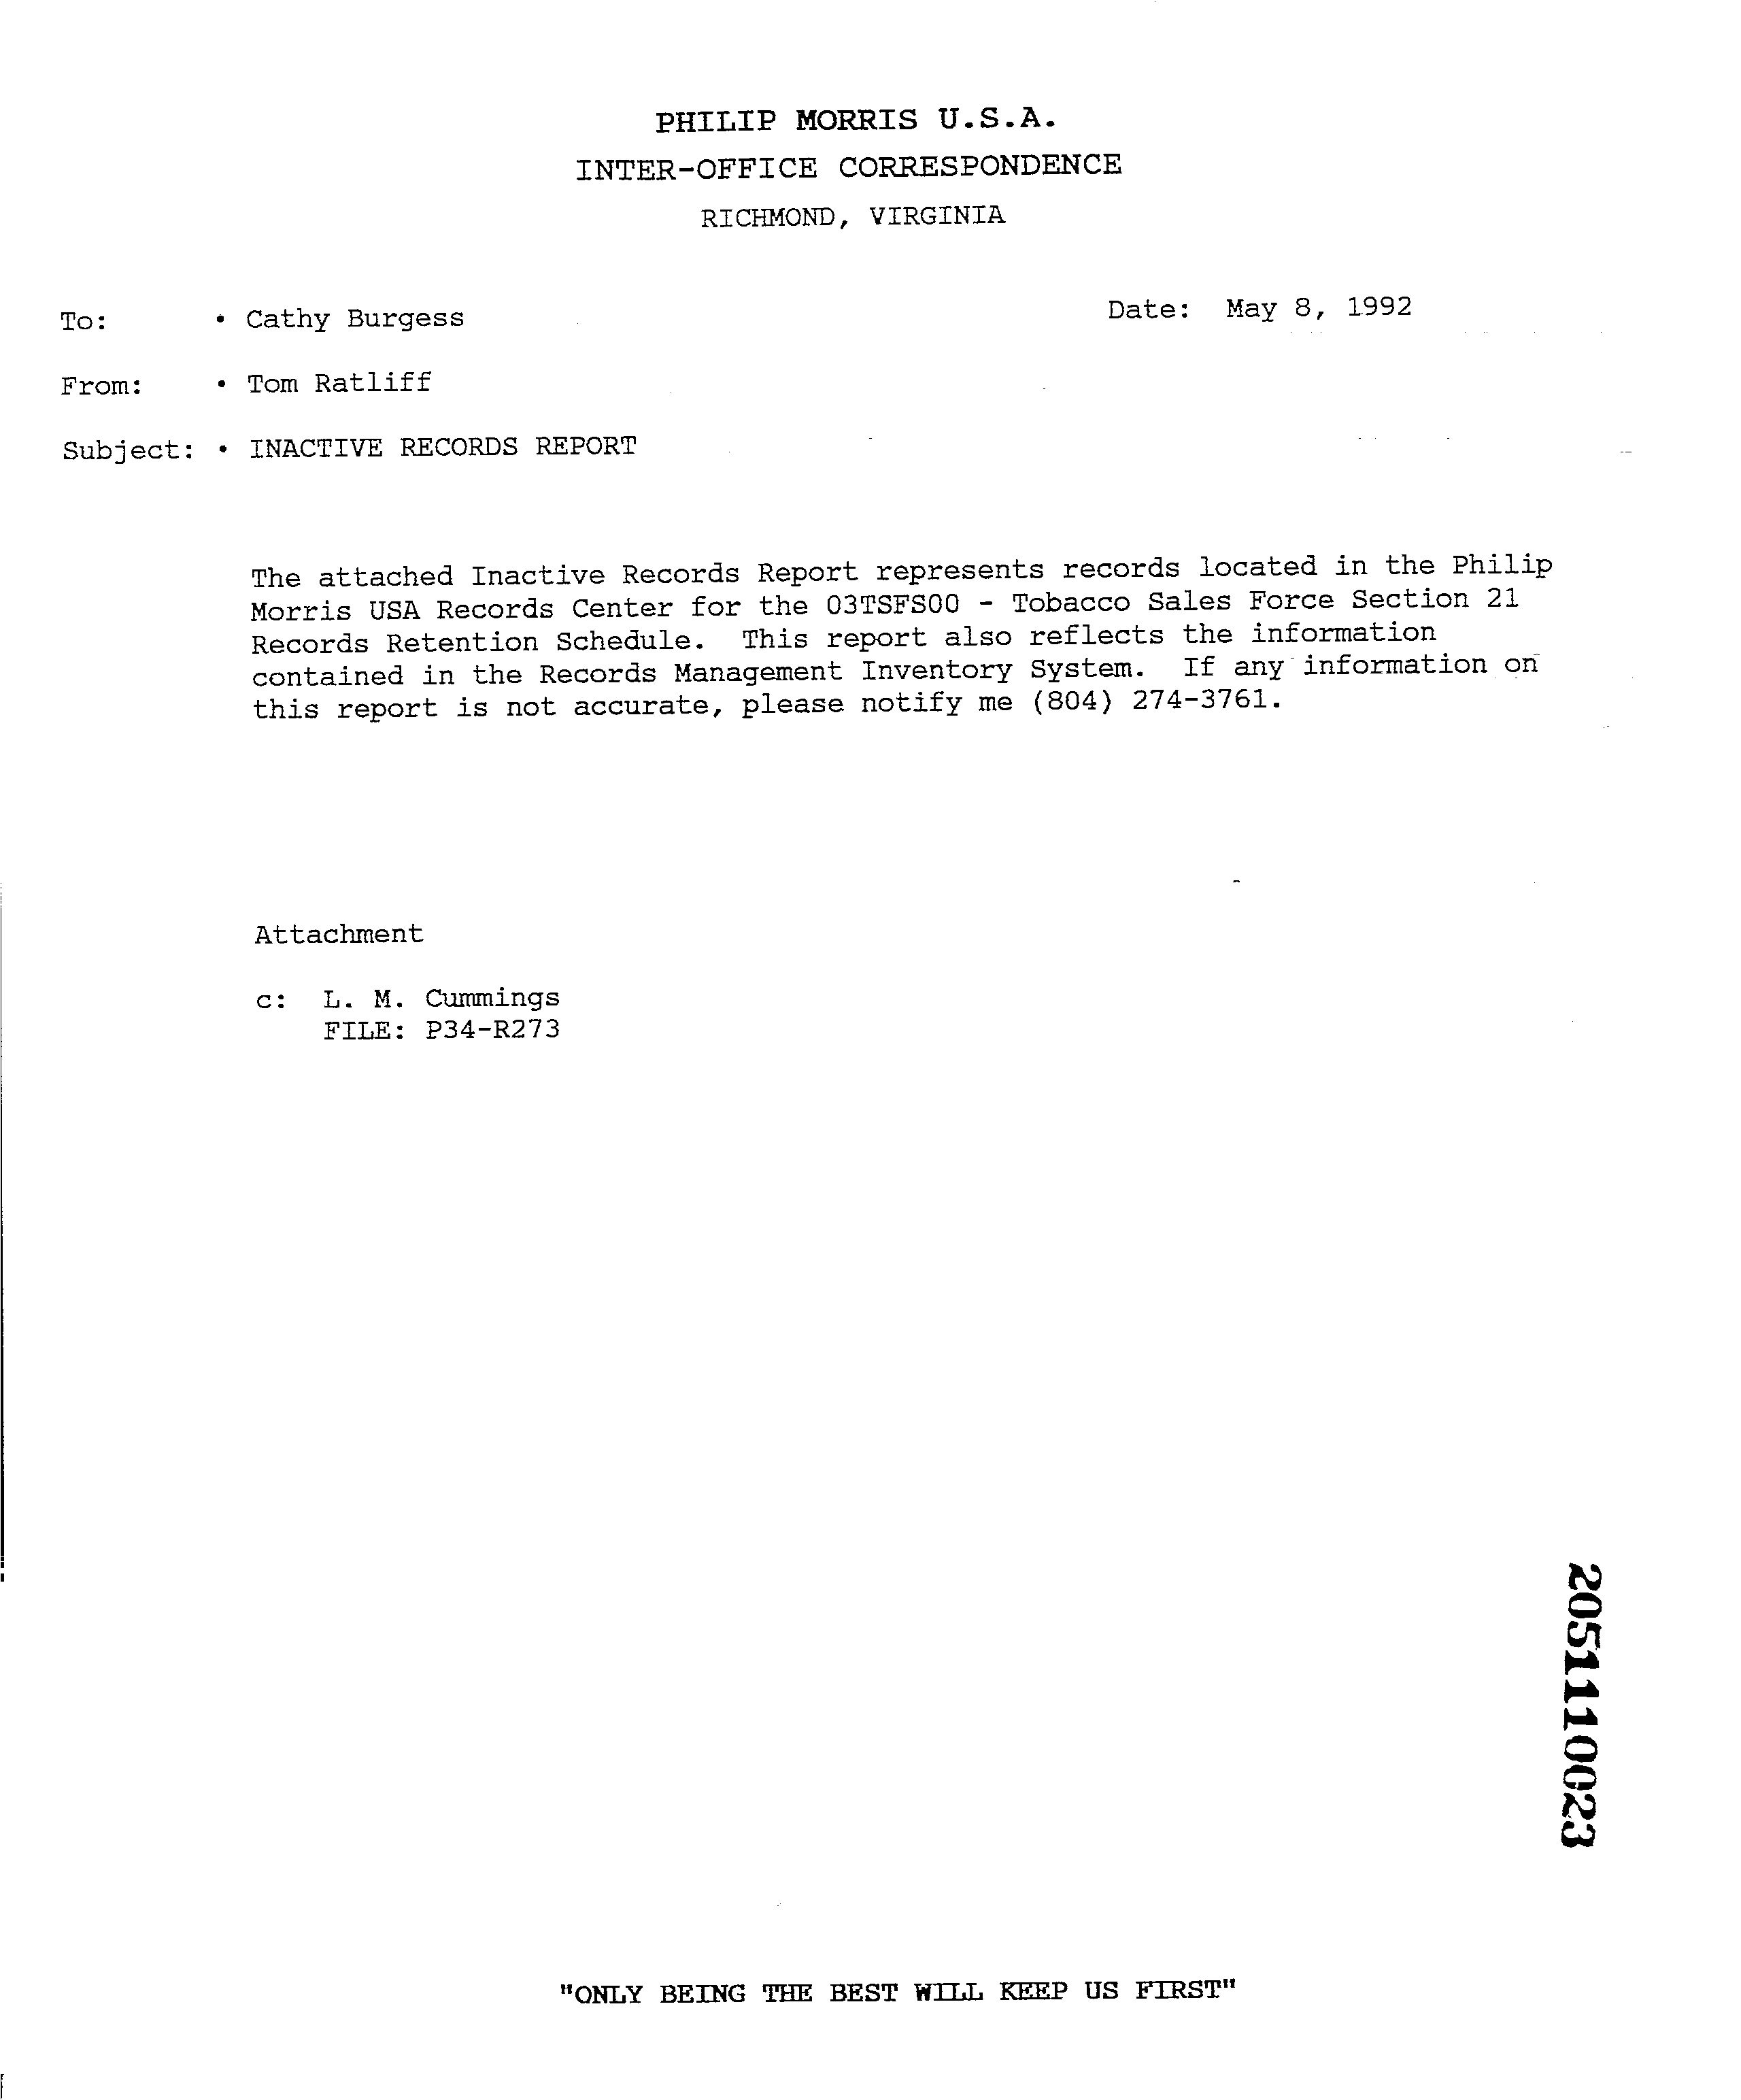 PHILIP MORRIS U.S.A.
INTER-OFFICE CORRESPONDENCE
RICHMOND, VIRGINIA
To: • Cathy Burgess Date: May 8, 1992
From: • Tom Ratliff
Subject: • INACTIVE RECORDS REPORT
The attached Inactive Records Report represents records located in the Philip
Morris USA Records Center for the 03TSFS00 - Tobacco Sales Force Section 21
Records Retention Schedule. This report also reflects the information
contained in the Records Management Inventory System. If any information on
this report is not accurate, please notify me (804) 274-3761.
Attachment
c: L. M. Cummings
FILE: P34-R273
2051110023
"ONLY BEING THE BEST WILL KEEP US FIRST"